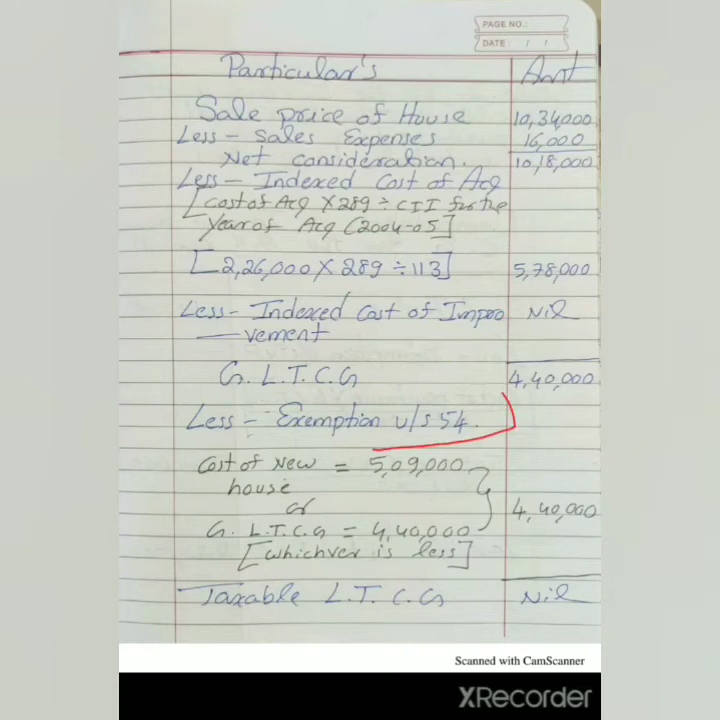 PAGE NO.:
DATE: / /
Particular's Amt
Sale price of House 10,34,000
Less - Sales Expenses 16,000
Net consideration. 10,18,000
Less - Indexed Cost of Acq
[cost of Acq X 289 ÷ CII for the
Year of Acq (2004-05]
[2,26,000 X 289 ÷ 113] 5,78,000
Less - Indexed Cost of Impro Nil
vement
G. L. T. C. G 4,40,000
Less - Exemption u/s 54.
Cost of New = 5,09,000
house
or 4,40,000
G. L. T. C. G = 4,40,000
[whichver is less]
Taxable L.T. C. G Nil
Scanned with CamScanner
XRecorder